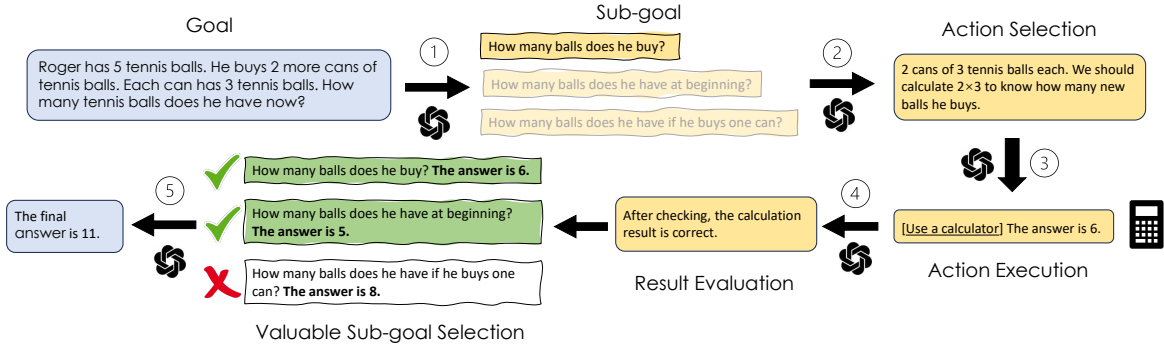 Goal
Roger has 5 tennis balls. He buys 2 more cans of
tennis balls. Each can has 3 tennis balls. How
many tennis balls does he have now?
1
Sub-goal
How many balls does he buy?
How many balls does he have at beginning?
How many balls does he have if he buys one can?
2
Action Selection
2 cans of 3 tennis balls each. We should
calculate 2×3 to know how many new
balls he buys.
3
[Use a calculator] The answer is 6.
Action Execution
4
After checking, the calculation
result is correct.
Result Evaluation
How many balls does he buy? The answer is 6.
How many balls does he have at beginning?
The answer is 5.
How many balls does he have if he buys one
can? The answer is 8.
Valuable Sub-goal Selection
5
The final
answer is 11.